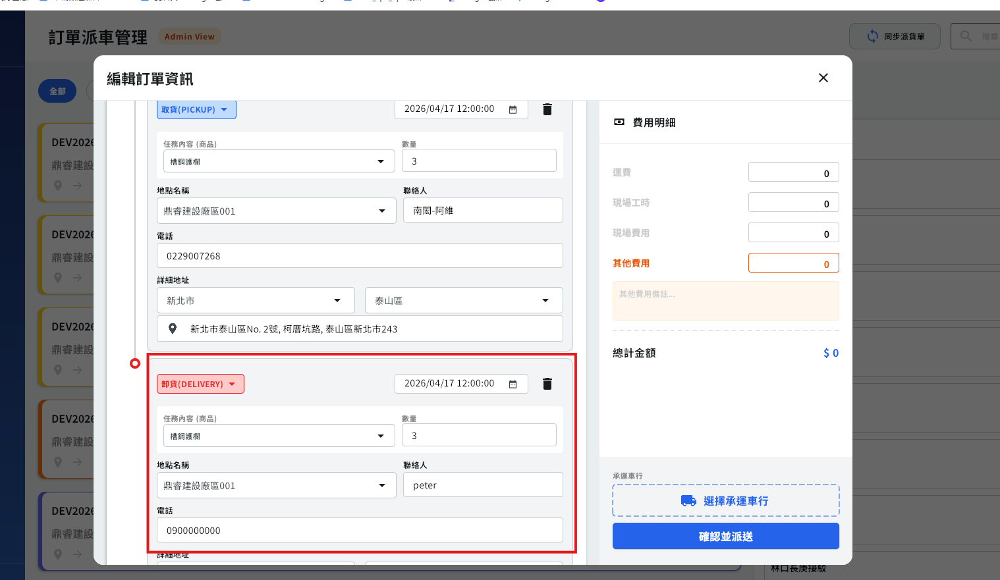 訂單派車管理
Admin View
同步派貨單
搜尋
全部
編輯訂單資訊
取貨(PICKUP)
2026/04/17 12:00:00
任務內容 (商品)
數量
槽鋼護欄
3
地點名稱
聯絡人
鼎睿建設廠區001
南閎-阿維
電話
0229007268
詳細地址
新北市
泰山區
新北市泰山區No. 2號, 柯厝坑路, 泰山區新北市243
卸貨(DELIVERY)
2026/04/17 12:00:00
任務內容 (商品)
數量
槽鋼護欄
3
地點名稱
聯絡人
鼎睿建設廠區001
peter
電話
0900000000
詳細地址
費用明細
運費
0
現場工時
0
現場費用
0
其他費用
0
其他費用備註...
總計金額
$ 0
承運車行
選擇承運車行
確認並派送
DEV2026
鼎睿建設
DEV2026
鼎睿建設
DEV2026
鼎睿建設
DEV2026
鼎睿建設
DEV2026
鼎睿建設
林口長庚接駁